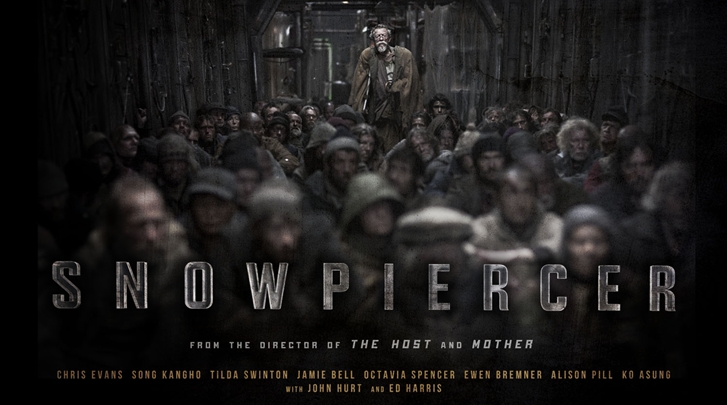 SNOWPIERCER
FROM THE DIRECTOR OF THE HOST AND MOTHER
CHRIS EVANS SONG KANGHO TILDA SWINTON JAMIE BELL OCTAVIA SPENCER EWEN BREMNER ALISON PILL KO ASUNG
WITH JOHN HURT AND ED HARRIS